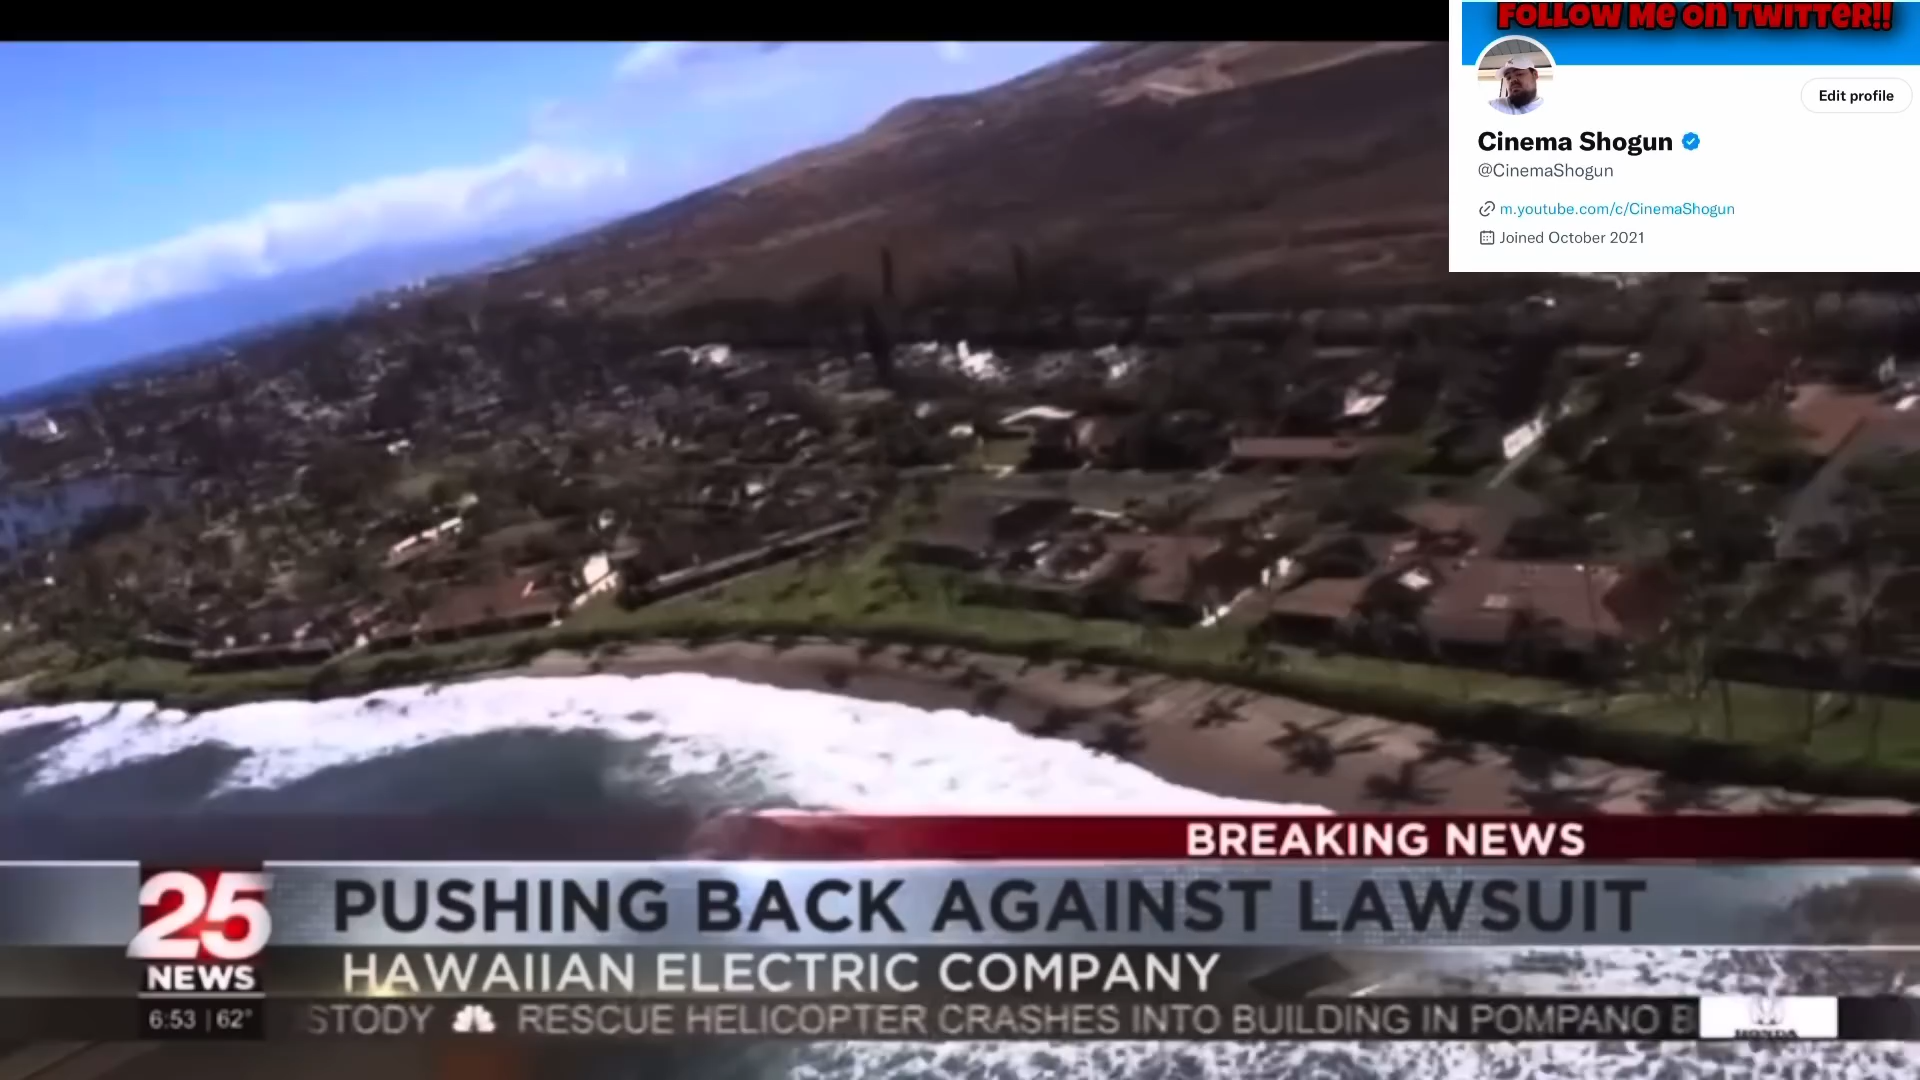 FOLLOW Me on TWITTER!!
Edit profile
Cinema Shogun
@CinemaShogun
m.youtube.com/c/CinemaShogun
Joined October 2021
BREAKING NEWS
25
NEWS
PUSHING BACK AGAINST LAWSUIT
HAWAIIAN ELECTRIC COMPANY
6:53 | 62°
STODY RESCUE HELICOPTER CRASHES INTO BUILDING IN POMPANO B
HONDA